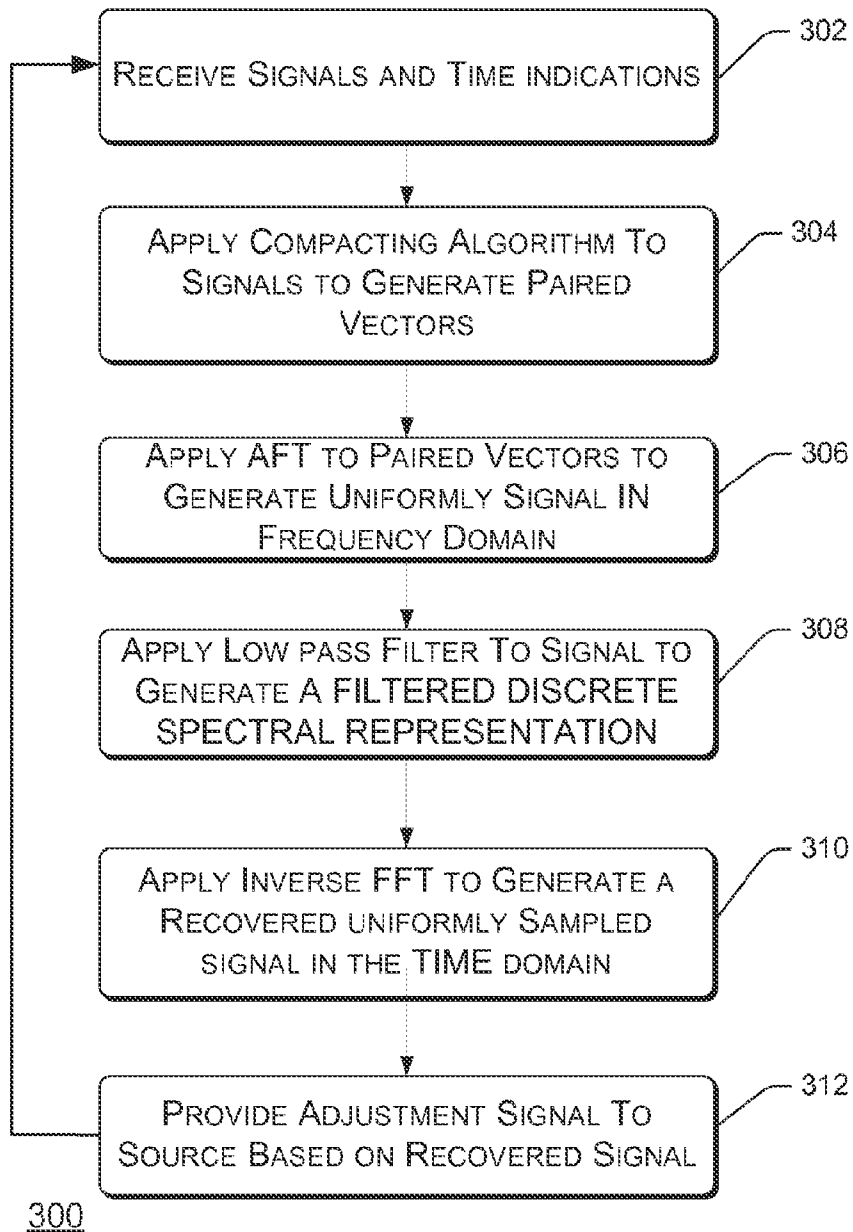 302
RECEIVE SIGNALS AND TIME INDICATIONS
304
APPLY COMPACTING ALGORITHM TO
SIGNALS TO GENERATE PAIRED
VECTORS
306
APPLY AFT TO PAIRED VECTORS TO
GENERATE UNIFORMLY SIGNAL IN
FREQUENCY DOMAIN
308
APPLY LOW PASS FILTER TO SIGNAL TO
GENERATE A FILTERED DISCRETE
SPECTRAL REPRESENTATION
310
APPLY INVERSE FFT TO GENERATE A
RECOVERED UNIFORMLY SAMPLED
SIGNAL IN THE TIME DOMAIN
312
PROVIDE ADJUSTMENT SIGNAL TO
SOURCE BASED ON RECOVERED SIGNAL
300